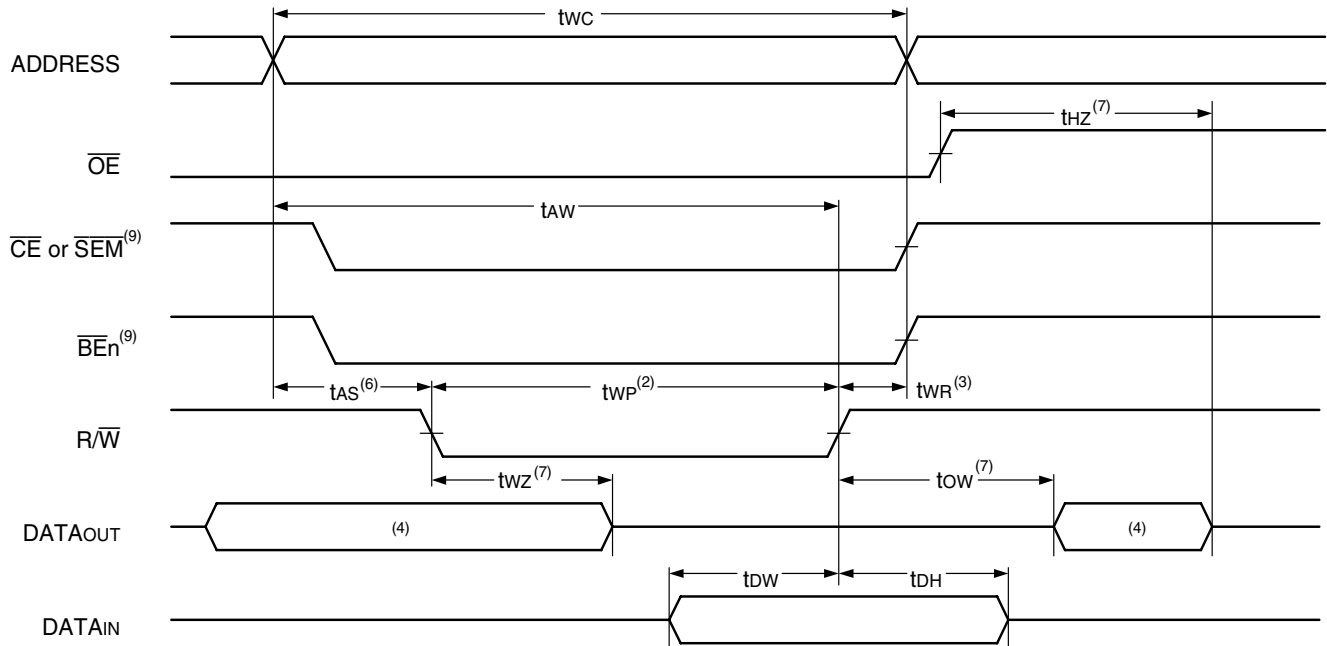 tWC
ADDRESS
tHZ(7)
OE
tAW
CE or SEM(9)
BEn(9)
tAS(6) tWP(2) tWR(3)
R/W
tWZ(7) tOW(7)
DATAOUT (4) (4)
tDW tDH
DATAIN